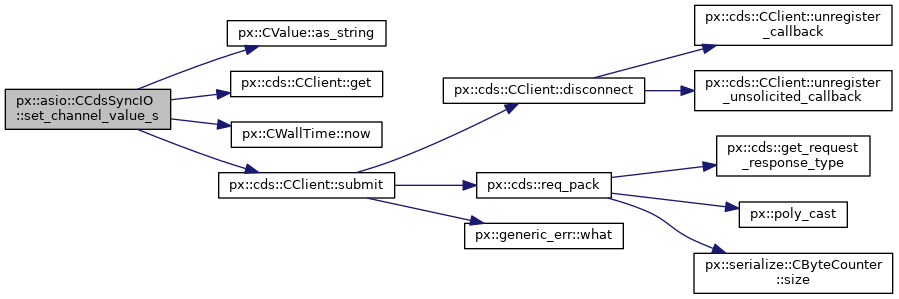 px::asio::CCdsSyncIO
::set_channel_value_s
px::CValue::as_string
px::cds::CClient::get
px::CWallTime::now
px::cds::CClient::submit
px::cds::CClient::disconnect
px::cds::req_pack
px::generic_err::what
px::cds::CClient::unregister
_callback
px::cds::CClient::unregister
_unsolicited_callback
px::cds::get_request
_response_type
px::poly_cast
px::serialize::CByteCounter
::size